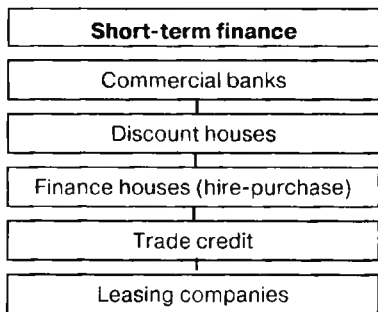 Short-term finance
Commercial banks
Discount houses
Finance houses (hire-purchase)
Trade credit
Leasing companies